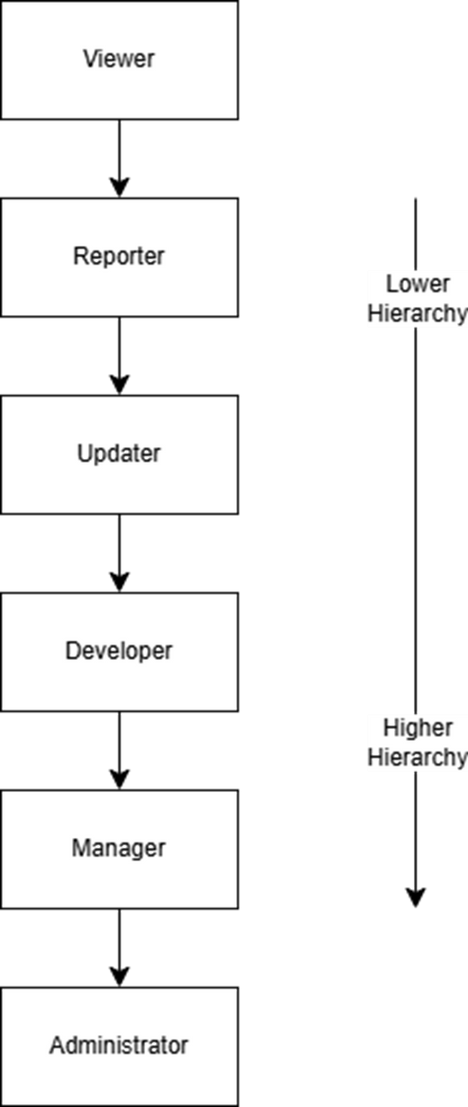 Viewer
Reporter
Lower
Hierarchy
Updater
Developer
Higher
Hierarchy
Manager
Administrator